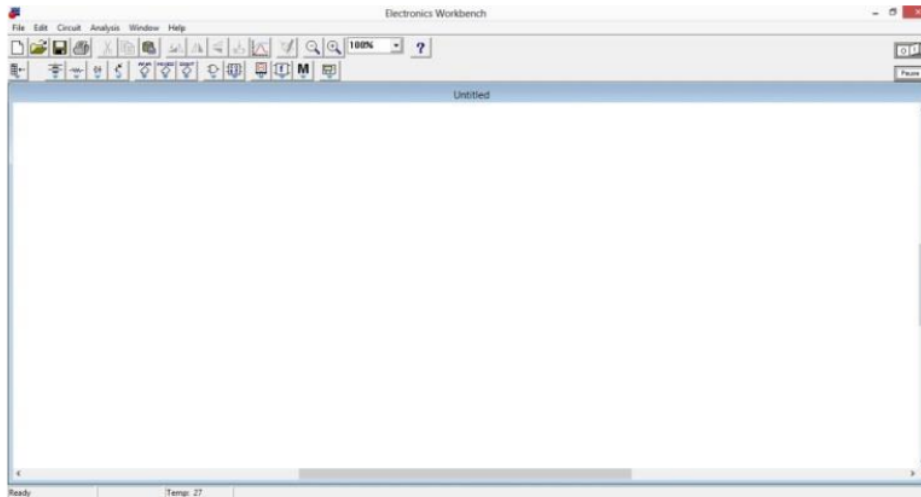 Electronics Workbench
File Edit Circuit Analysis Window Help
100% ?
Pause
M
Untitled
Ready Temp: 27